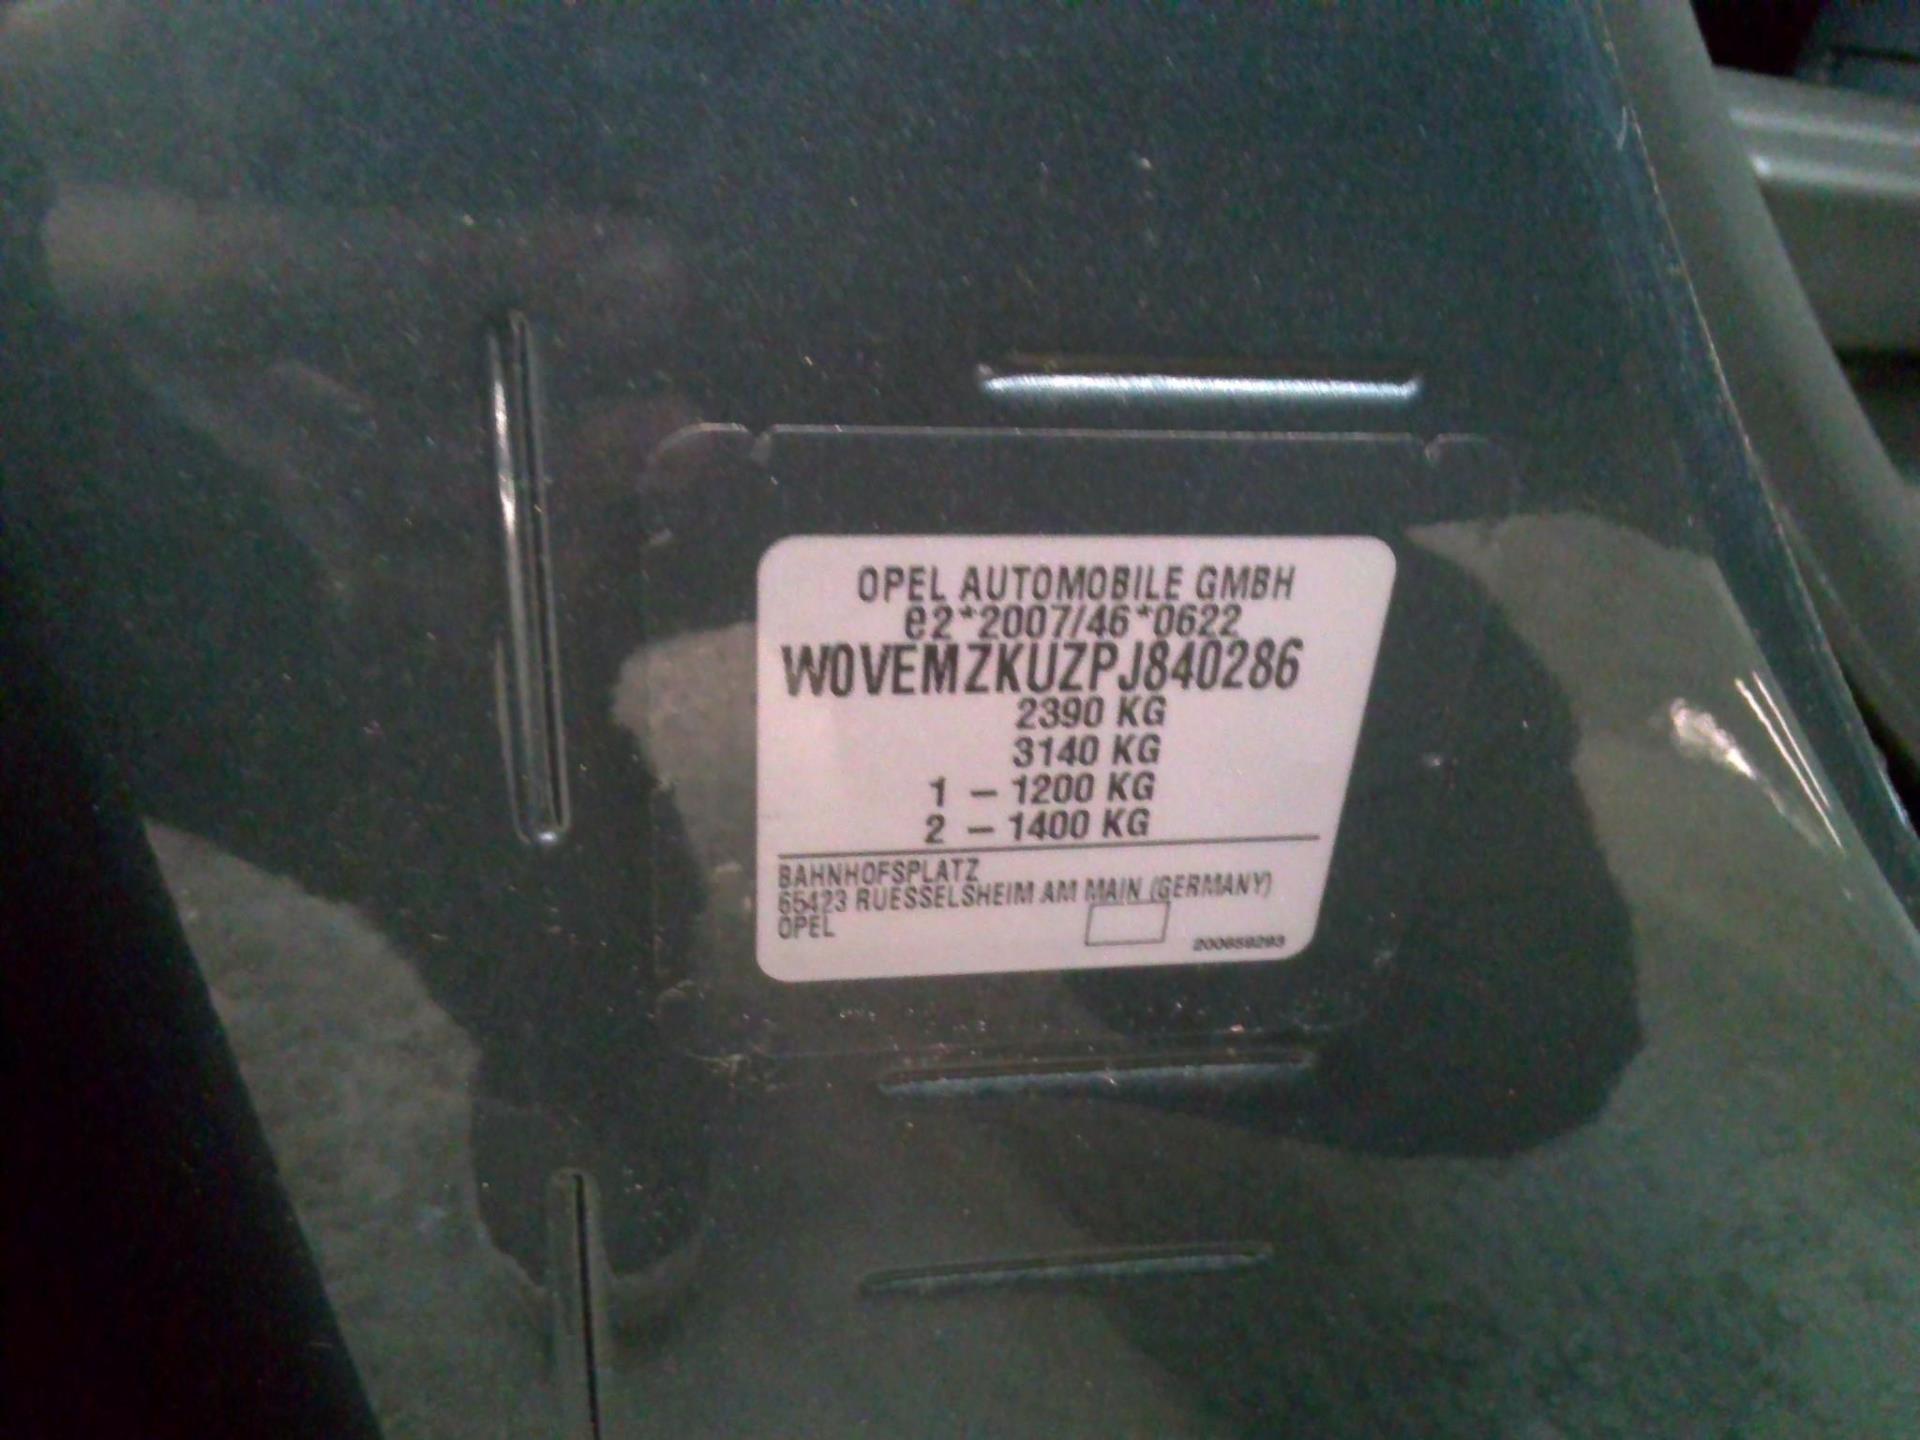 OPEL AUTOMOBILE GMBH
e2*2007/46*0622
W0VEMZKUZPJ840286
2390 KG
3140 KG
1 – 1200 KG
2 – 1400 KG
BAHNHOFSPLATZ
65423 RUESSELSHEIM AM MAIN (GERMANY)
OPEL
200659293